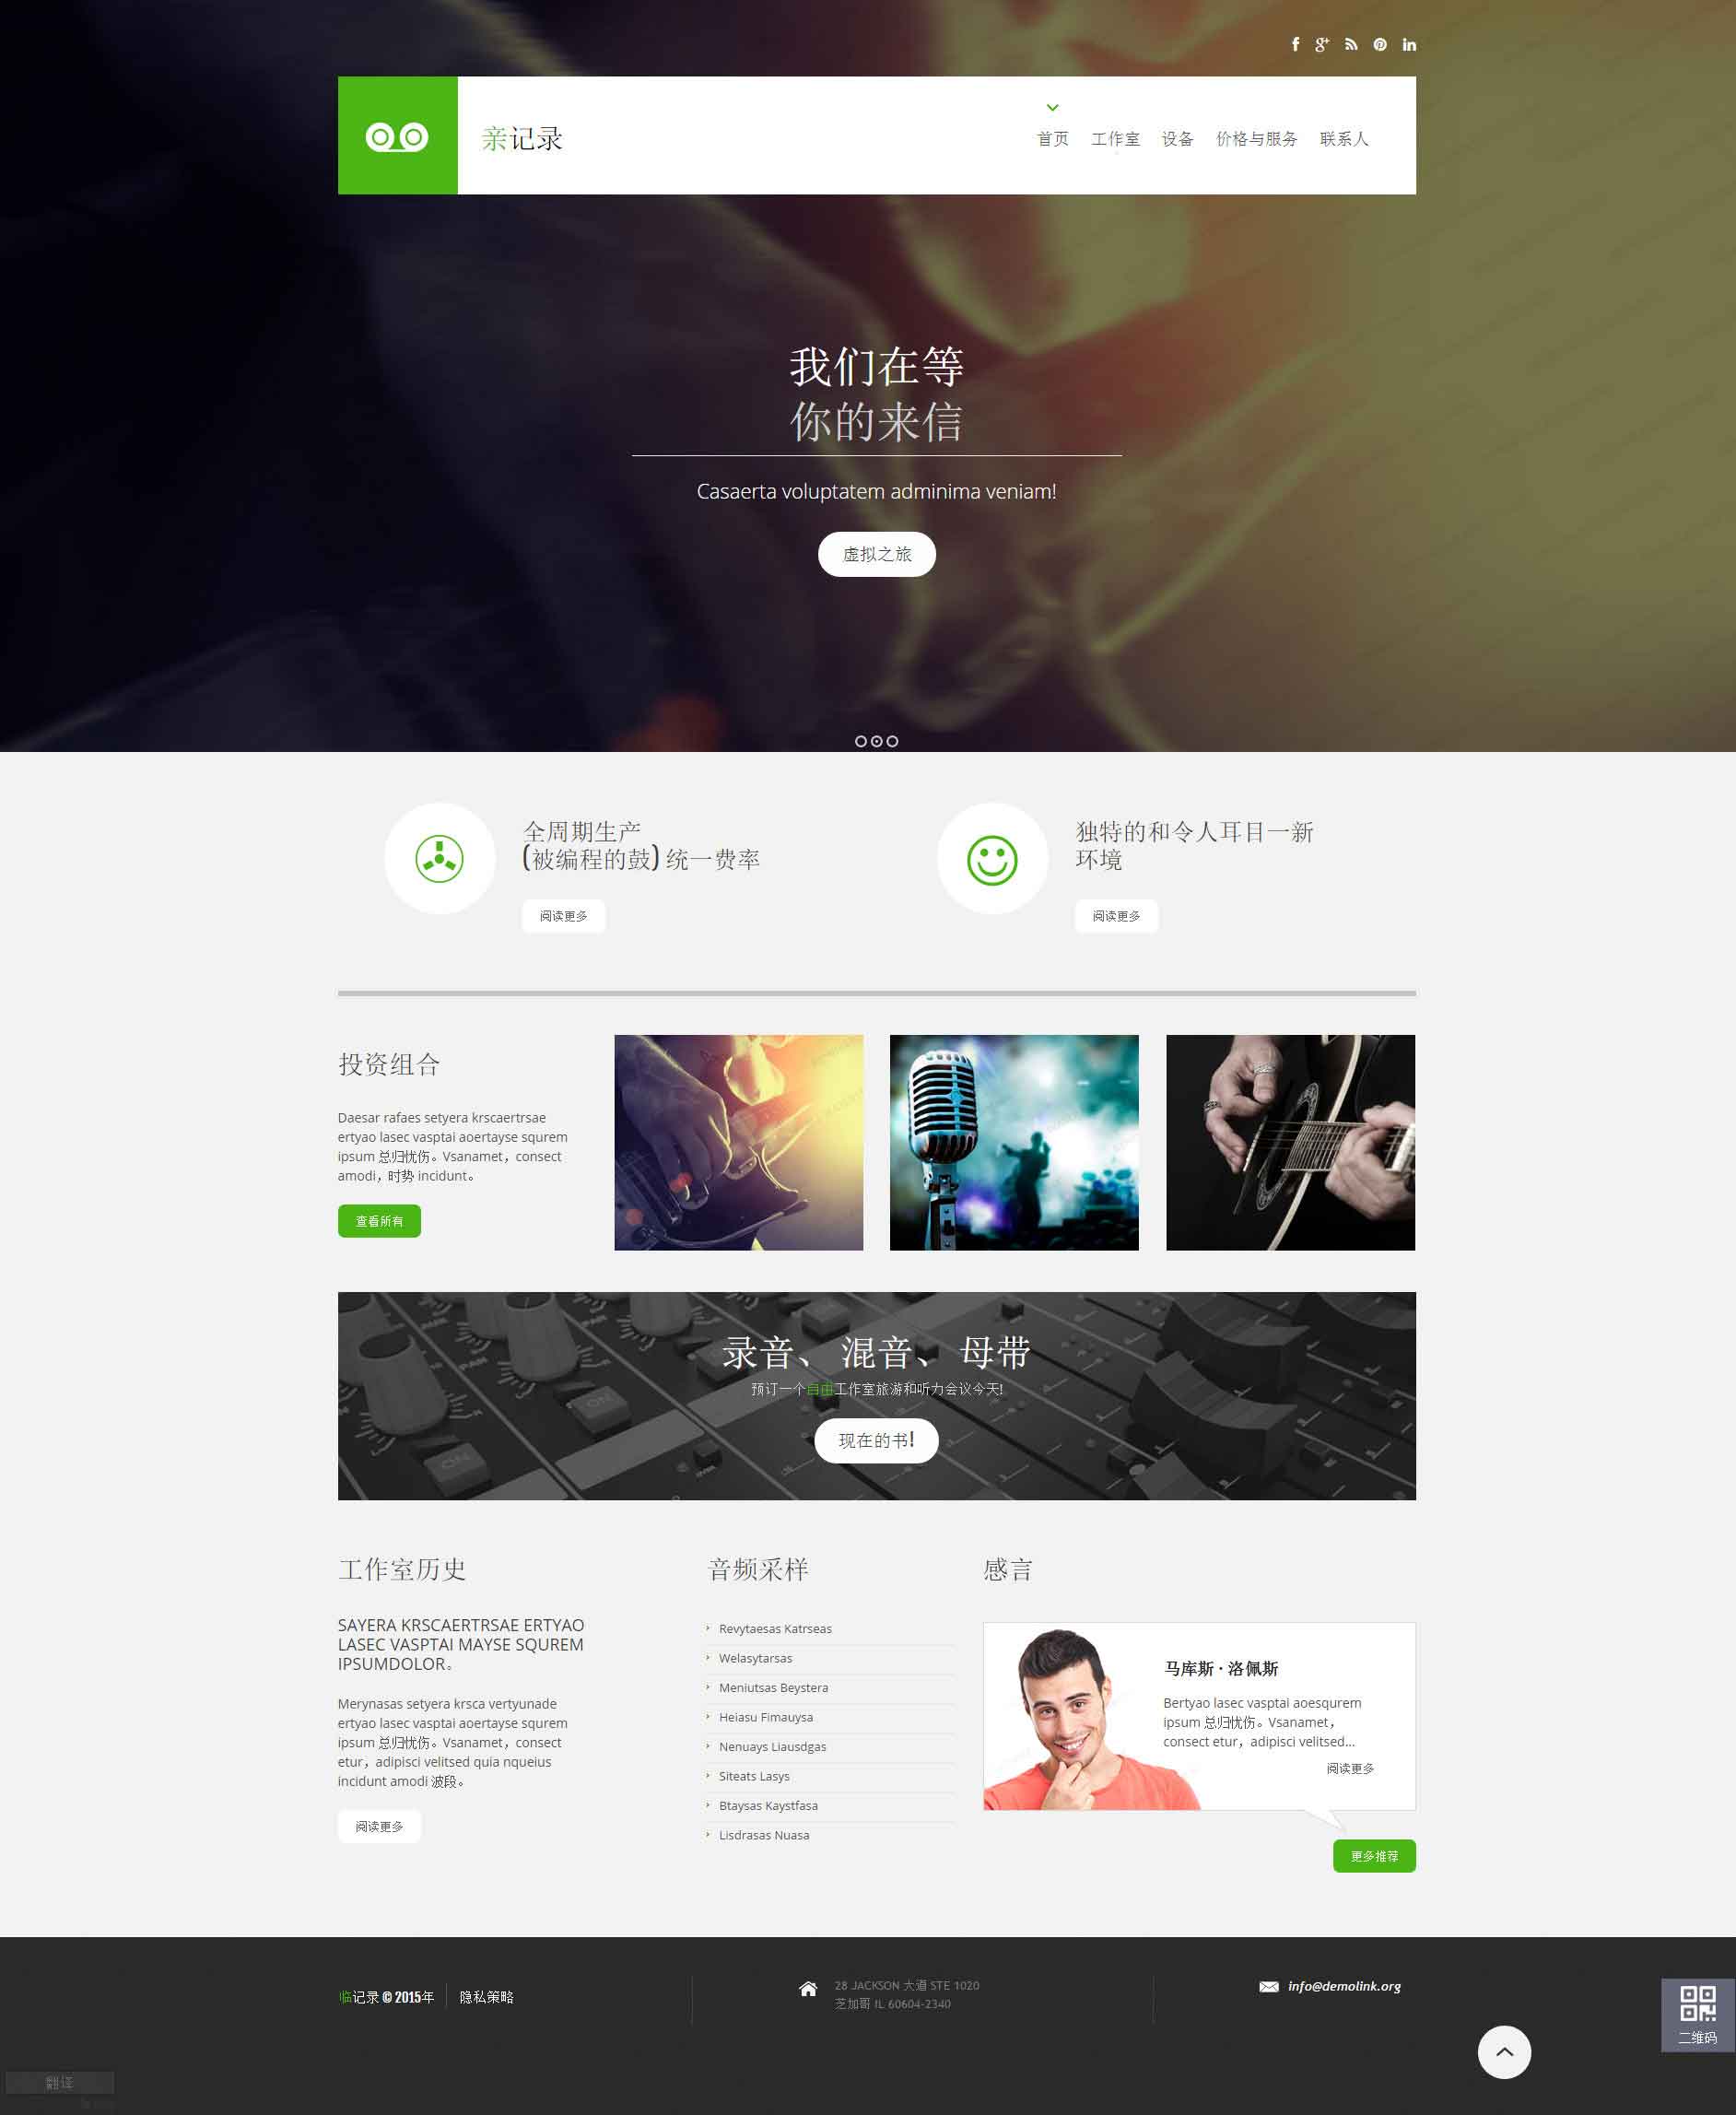 亲记录
首页 工作室 设备 价格与服务 联系人
我们在等
你的来信
Casaerta voluptatem adminima veniam!
虚拟之旅
全周期生产
(被编程的鼓) 统一费率
阅读更多
独特的和令人耳目一新
环境
阅读更多
投资组合
Daesar rafaes setyera krscaertrsae
ertyao lasec vasptai aoertayse squrem
ipsum 总归忧伤。Vsanamet，consect
amodi，时势 incidunt。
查看所有
录音、 混音、 母带
预订一个自由工作室旅游和听力会议今天!
现在的书!
ON
ON
工作室历史
SAYERA KRSCAERTRSAE ERTYAO
LASEC VASPTAI MAYSE SQUREM
IPSUMDOLOR。
Merynasas setyera krsca vertyunade
ertyao lasec vasptai aoertayse squrem
ipsum 总归忧伤。Vsanamet，consect
etur，adipisci velitsed quia nqueius
incidunt amodi 波段。
阅读更多
音频采样
Revytaesas Katrseas
Welasytarsas
Meniutsas Beystera
Heiasu Fimauysa
Nenuays Liausdgas
Siteats Lasys
Btaysas Kaystfasa
Lisdrasas Nuasa
感言
马库斯 · 洛佩斯
Bertyao lasec vasptai aoesqurem
ipsum 总归忧伤。Vsanamet，
consect etur，adipisci velitsed...
阅读更多
更多推荐
临记录 © 2015年 隐私策略
28 JACKSON 大道 STE 1020
芝加哥 IL 60604-2340
info@demolink.org
二维码
翻译